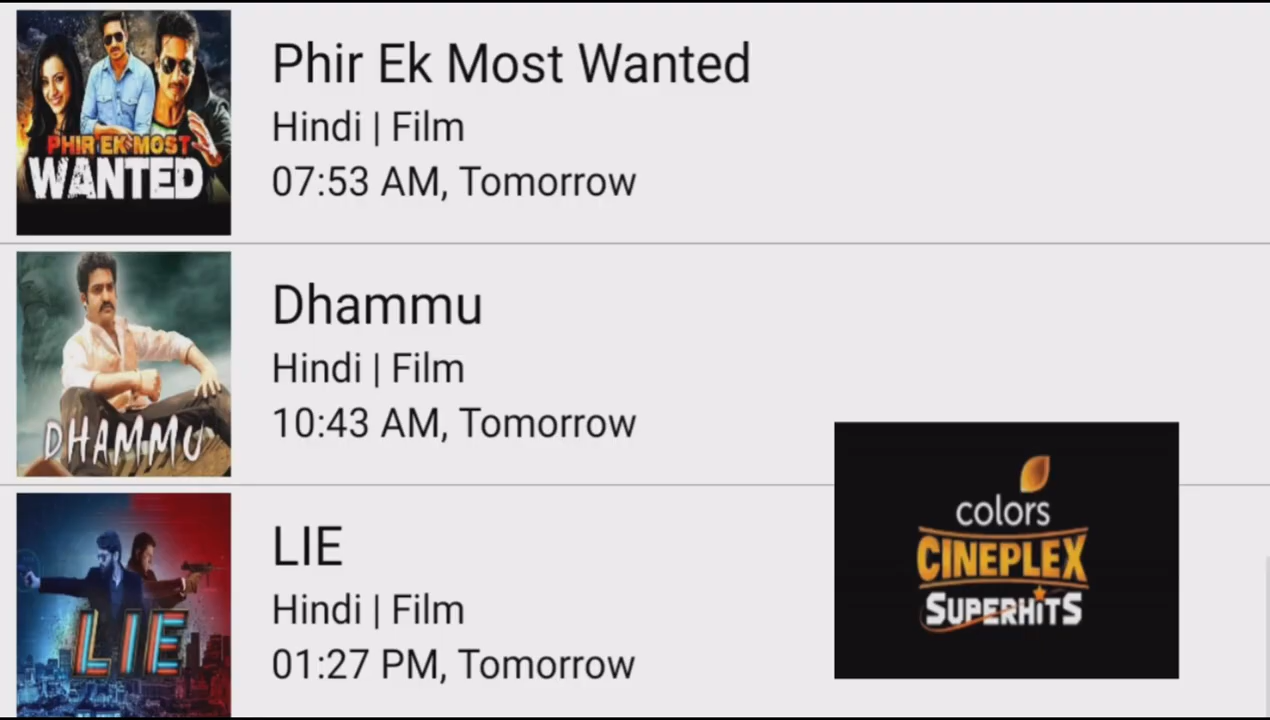 PHIR EK MOST
WANTED
Phir Ek Most Wanted
Hindi | Film
07:53 AM, Tomorrow
DHAMMU
Dhammu
Hindi | Film
10:43 AM, Tomorrow
LIE
LIE
Hindi | Film
01:27 PM, Tomorrow
colors
CINEPLEX
SUPERHiTS